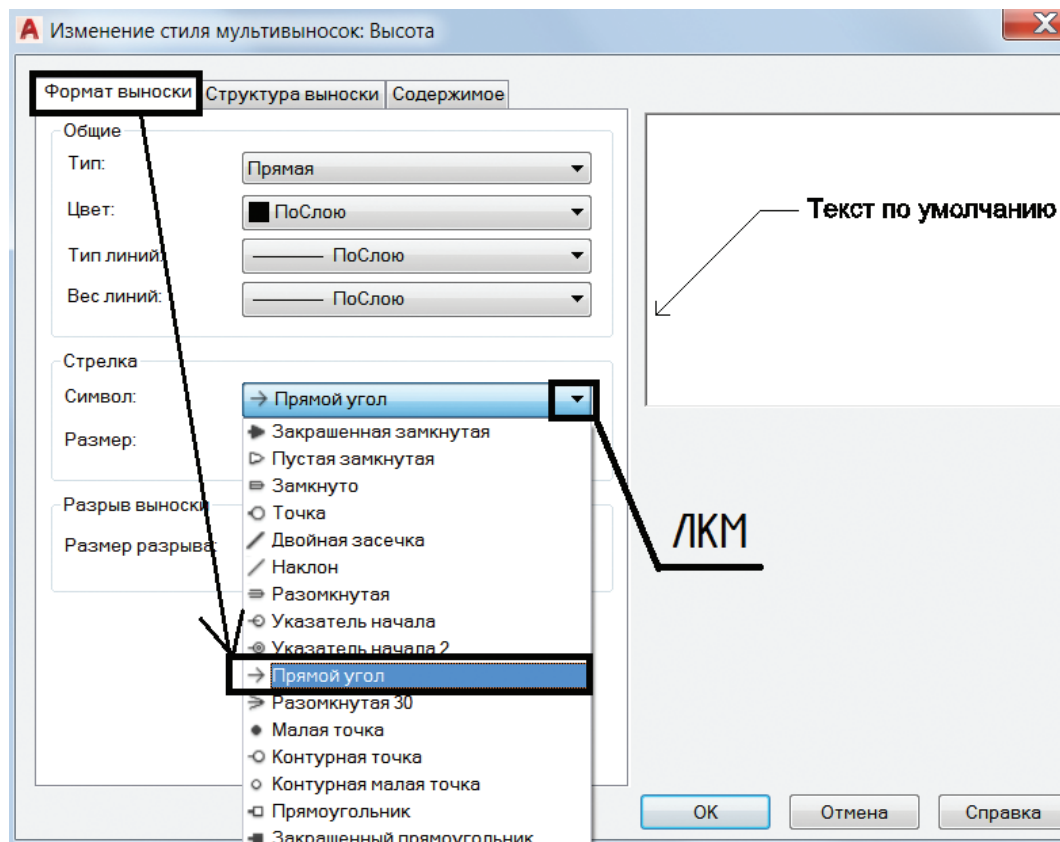 Изменение стиля мультивыносок: Высота
Формат выноски
Структура выноски
Содержимое
Общие
Тип:
Прямая
Цвет:
ПоСлою
Тип линий:
ПоСлою
Вес линий:
ПоСлою
Текст по умолчанию
Стрелка
Символ:
Прямой угол
Размер:
Закрашенная замкнутая
Пустая замкнутая
Замкнуто
Точка
Двойная засечка
Наклон
Разомкнутая
Указатель начала
Указатель начала 2
Прямой угол
Разомкнутая 30
Малая точка
Контурная точка
Контурная малая точка
Прямоугольник
Закрашенный прямоугольник
Разрыв выноски
Размер разрыва:
ЛКМ
ОК
Отмена
Справка